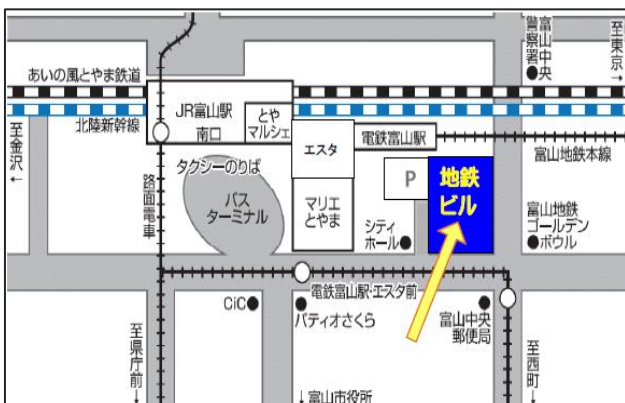 富山中央
警察署
至東京→
あいの風とやま鉄道
JR富山駅
南口
とや
マルシェ
北陸新幹線
至金沢←
エスタ
電鉄富山駅
富山地鉄本線
タクシーのりば
バス
ターミナル
マリエ
とやま
P
地鉄
ビル
路面電車
シティ
ホール
富山地鉄
ゴールデン
ボウル
電鉄富山駅・エスタ前
CiC
パティオさくら
富山中央
郵便局
至県庁前→
↓富山市役所
至西町→